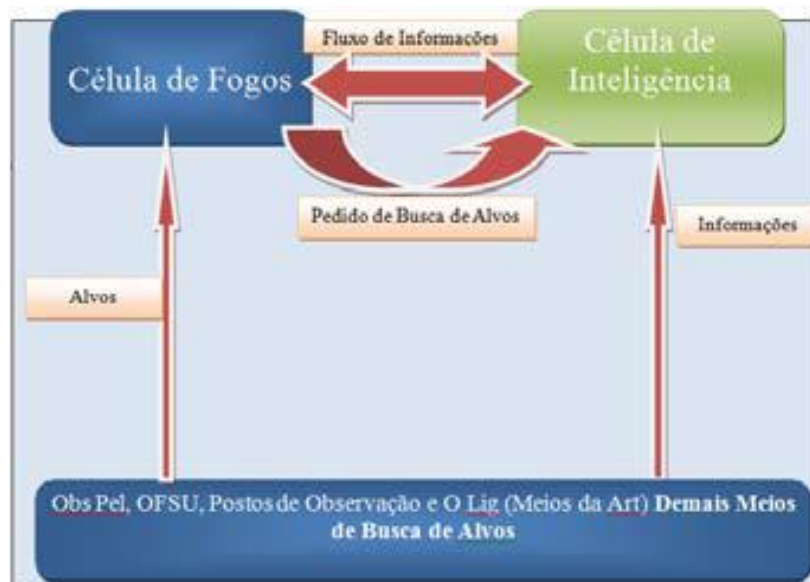 Fluxo de Informações
Célula de Fogos
Célula de
Inteligência
Pedido de Busca de Alvos
Informações
Alvos
Obs Pel, OFSU, Postos de Observação e O Lig (Meios da Art) Demais Meios
de Busca de Alvos